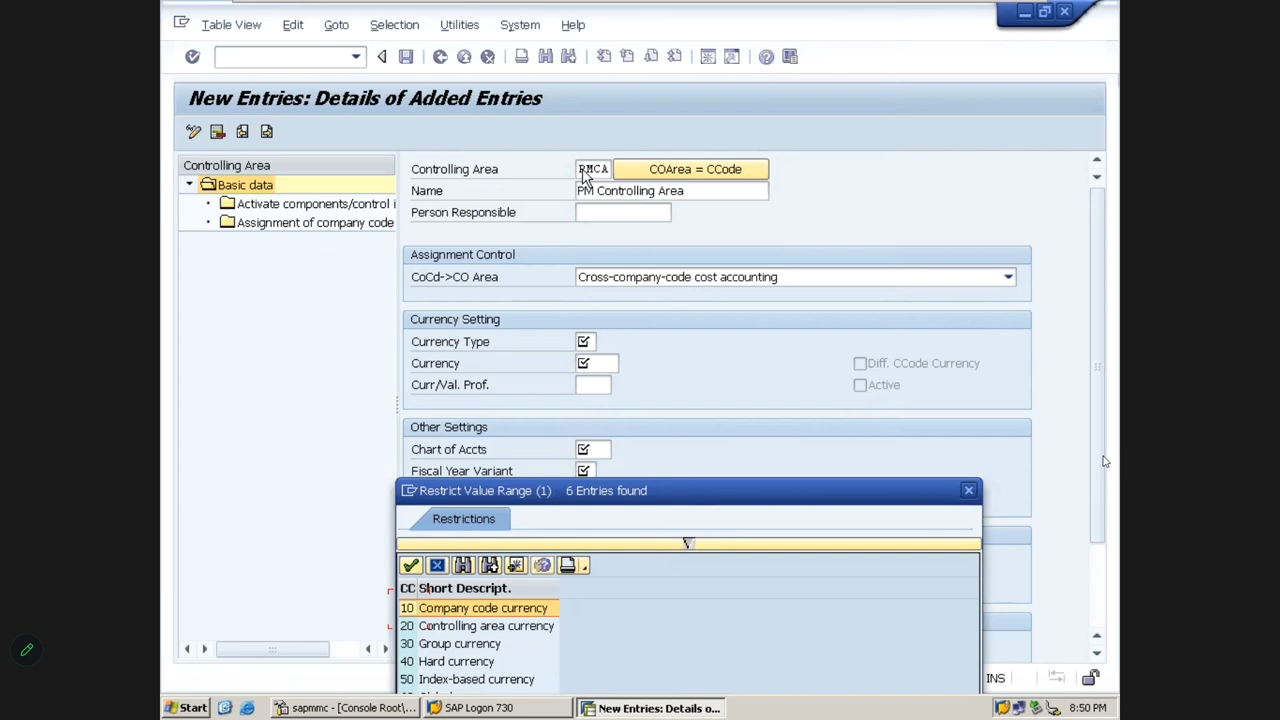 Table View Edit Goto Selection Utilities System Help
New Entries: Details of Added Entries
Controlling Area
Basic data
Activate components/control i
Assignment of company code
Controlling Area RMCA COArea = CCode
Name PM Controlling Area
Person Responsible
Assignment Control
CoCd->CO Area Cross-company-code cost accounting
Currency Setting
Currency Type
Currency Diff. CCode Currency
Curr/Val. Prof. Active
Other Settings
Chart of Accts
Fiscal Year Variant
Restrict Value Range (1) 6 Entries found
Restrictions
CC Short Descript.
10 Company code currency
20 Controlling area currency
30 Group currency
40 Hard currency
50 Index-based currency
INS
Start sapmmc - [Console Root\... SAP Logon 730 New Entries: Details o... 8:50 PM